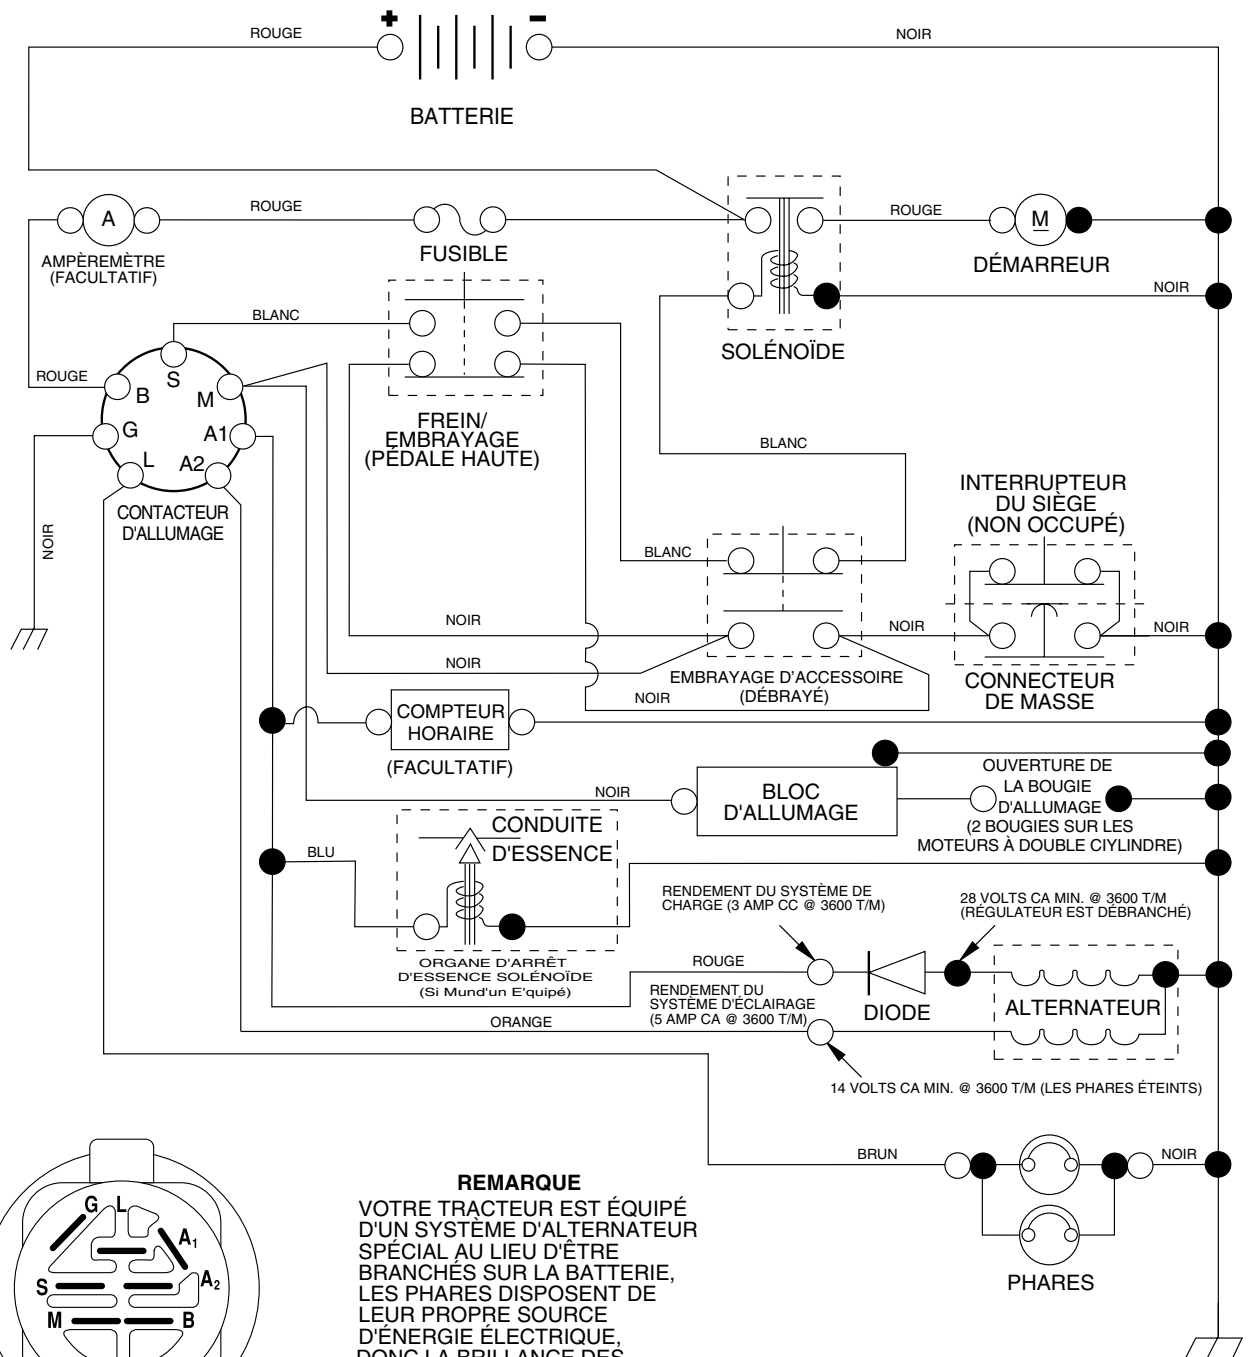 +
-
ROUGE
NOIR
BATTERIE
ROUGE
A
AMPÈREMÈTRE
(FACULTATIF)
FUSIBLE
ROUGE
M
DÉMARREUR
NOIR
SOLÉNOÏDE
BLANC
ROUGE
S
B
M
G
A1
L
A2
CONTACTEUR
D'ALLUMAGE
NOIR
FREIN/
EMBRAYAGE
(PÉDALE HAUTE)
BLANC
BLANC
INTERRUPTEUR
DU SIÈGE
(NON OCCUPÉ)
NOIR
NOIR
NOIR
NOIR
NOIR
EMBRAYAGE D'ACCESSOIRE
(DÉBRAYÉ)
CONNECTEUR
DE MASSE
COMPTEUR
HORAIRE
(FACULTATIF)
NOIR
BLOC
D'ALLUMAGE
OUVERTURE DE
LA BOUGIE
D'ALLUMAGE
(2 BOUGIES SUR LES
MOTEURS À DOUBLE CIYLINDRE)
BLU
CONDUITE
D'ESSENCE
ORGANE D'ARRÊT
D'ESSENCE SOLÉNOÏDE
(Si Mund'un E'quipé)
RENDEMENT DU SYSTÈME DE
CHARGE (3 AMP CC @ 3600 T/M)
28 VOLTS CA MIN. @ 3600 T/M
(RÉGULATEUR EST DÉBRANCHÉ)
ROUGE
RENDEMENT DU
SYSTÈME D'ÉCLAIRAGE
(5 AMP CA @ 3600 T/M)
DIODE
ALTERNATEUR
ORANGE
14 VOLTS CA MIN. @ 3600 T/M (LES PHARES ÉTEINTS)
BRUN
NOIR
PHARES
G
L
A1
A2
S
M
B
REMARQUE
VOTRE TRACTEUR EST ÉQUIPÉ
D'UN SYSTÈME D'ALTERNATEUR
SPÉCIAL AU LIEU D'ÊTRE
BRANCHÉS SUR LA BATTERIE,
LES PHARES DISPOSENT DE
LEUR PROPRE SOURCE
D'ÉNERGIE ÉLECTRIQUE,
DONC LA BRILLANCE DES